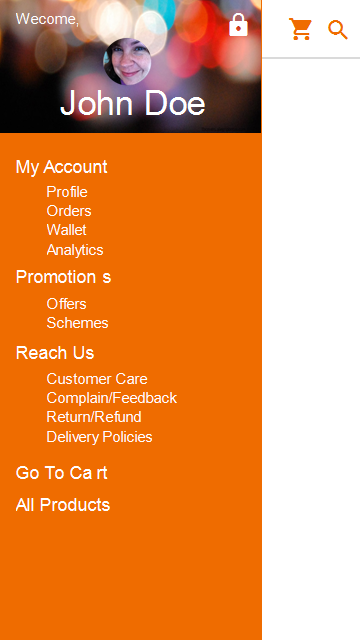 Wecome,
John Doe
My Account
Profile
Orders
Wallet
Analytics
Promotion s
Offers
Schemes
Reach Us
Customer Care
Complain/Feedback
Return/Refund
Delivery Policies
Go To Ca rt
All Products